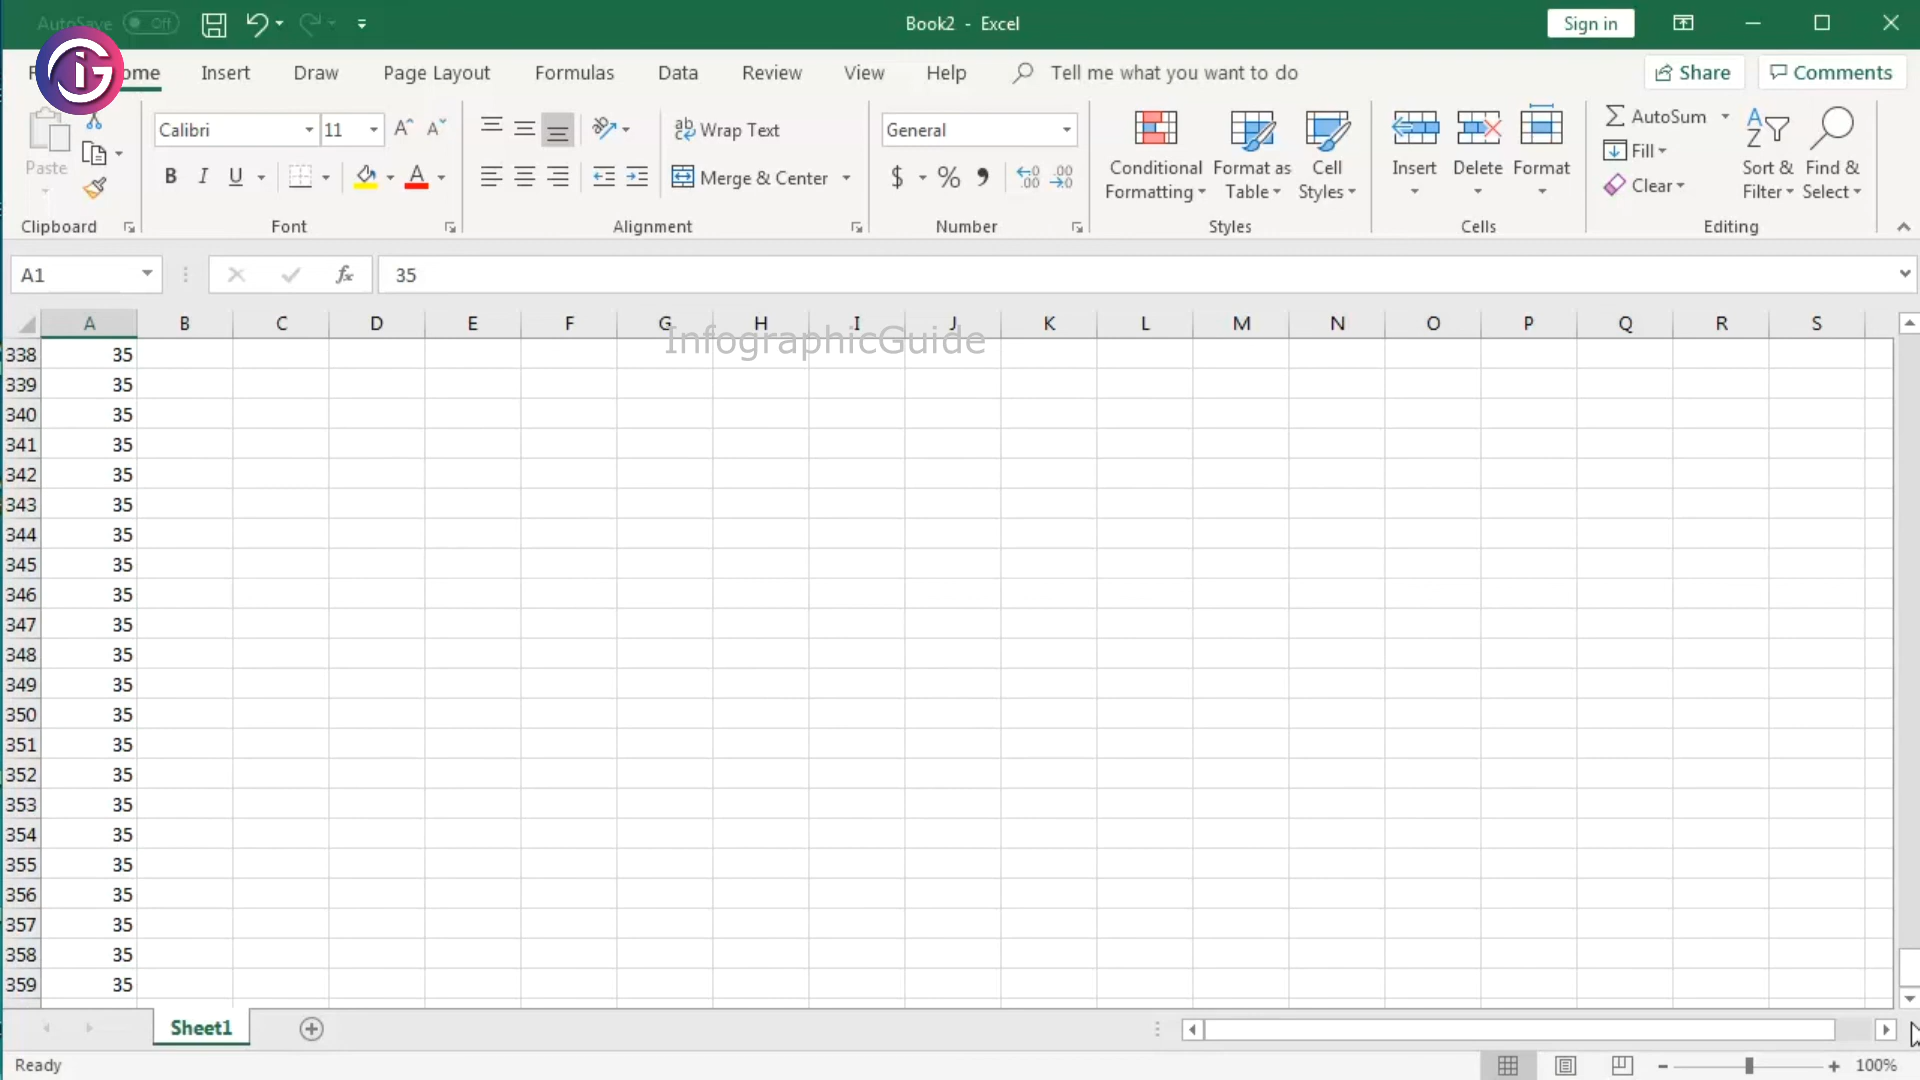 AutoSave Off Book2 - Excel Sign in
iG ome Insert Draw Page Layout Formulas Data Review View Help Tell me what you want to do Share Comments
Paste Calibri 11 ab Wrap Text General Conditional Formatting Format as Table Cell Styles Insert Delete Format AutoSum Fill Clear Sort & Filter Find & Select
B I U A Merge & Center $ % , .00 .00
Clipboard Font Alignment Number Styles Cells Editing
A1 fx 35
A B C D E F G H I J K L M N O P Q R S
InfographicGuide
338 35
339 35
340 35
341 35
342 35
343 35
344 35
345 35
346 35
347 35
348 35
349 35
350 35
351 35
352 35
353 35
354 35
355 35
356 35
357 35
358 35
359 35
Sheet1
Ready 100%